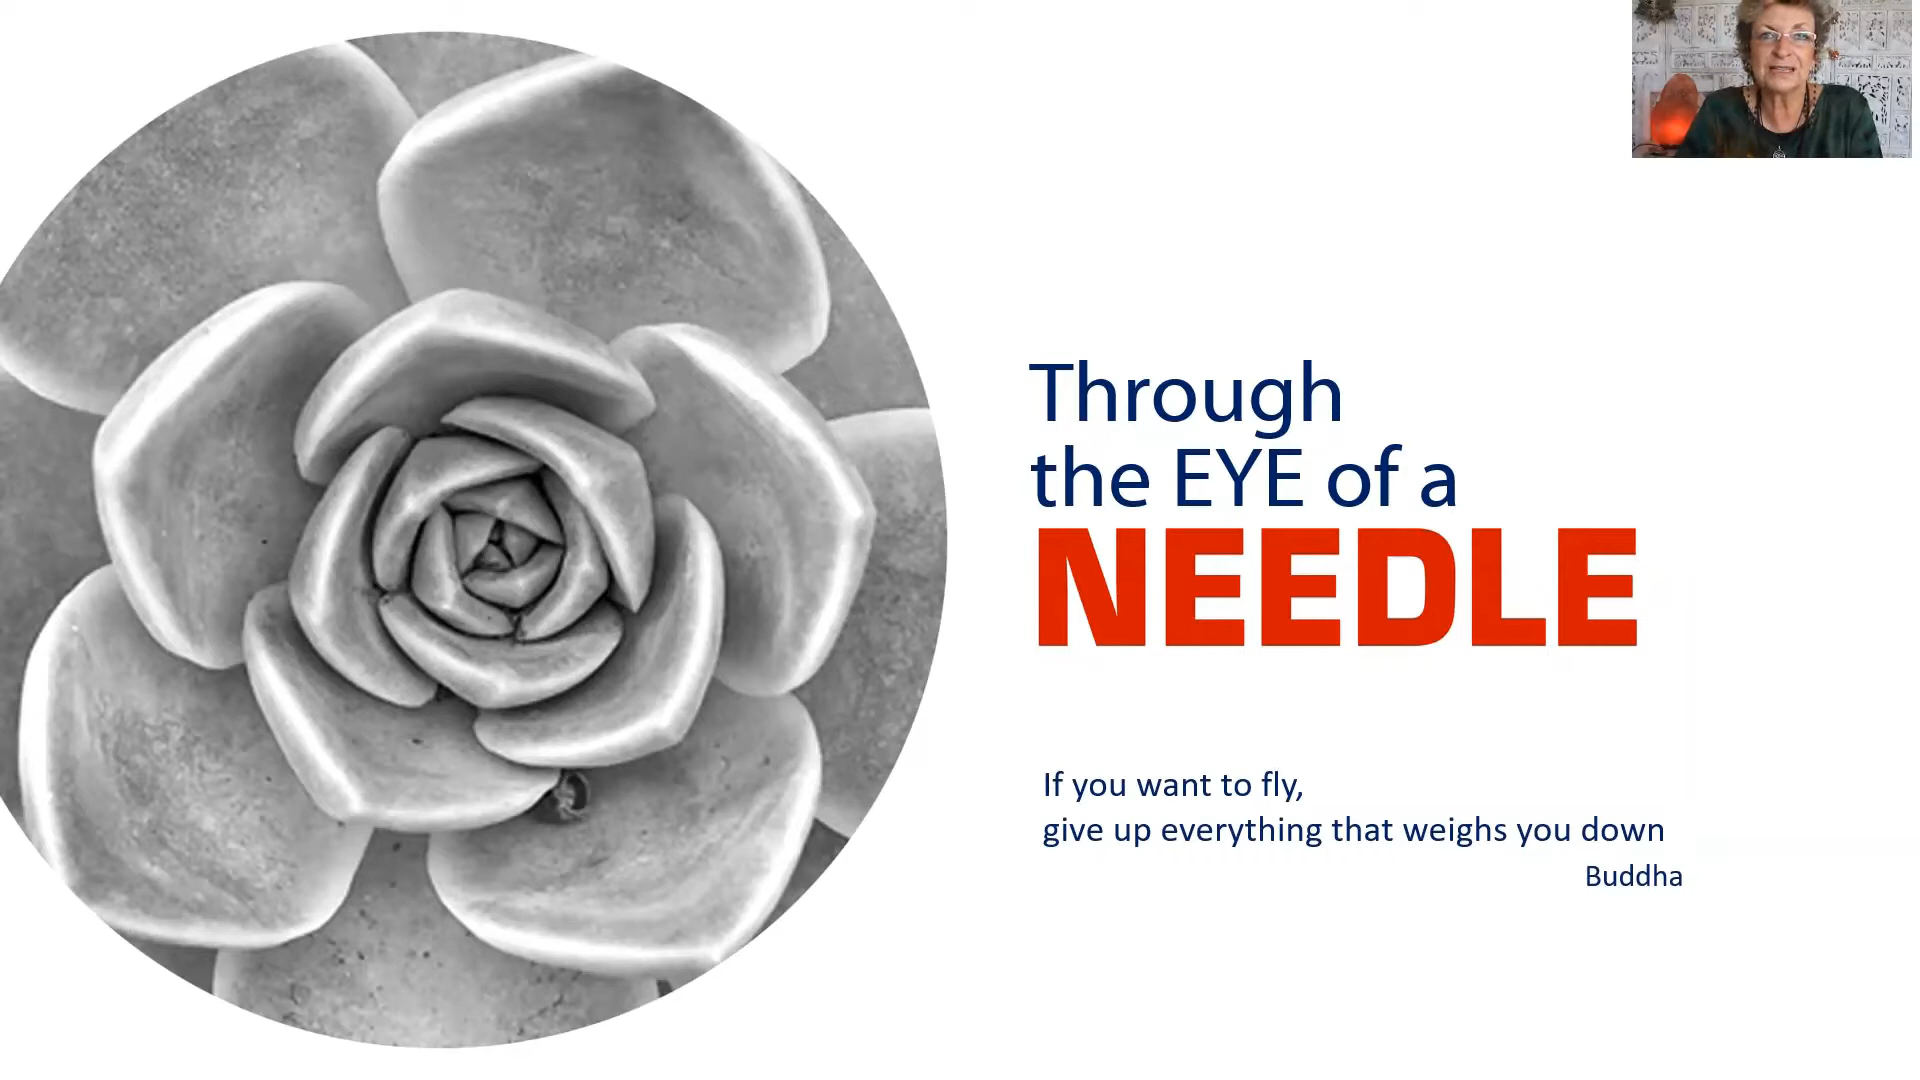 Through
the EYE of a
NEEDLE
If you want to fly,
give up everything that weighs you down
Buddha